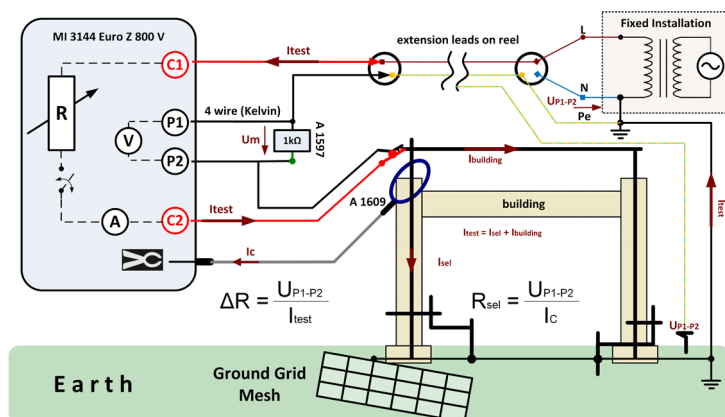 MI 3144 Euro Z 800 V
C1
Itest
extension leads on reel
L
Fixed Installation
R
P1
4 wire (Kelvin)
N
UP1-P2
Pe
V
Um
1kΩ
A 1597
P2
Ibuilding
A
C2
Itest
A 1609
building
Itest = Isel + Ibuilding
Itest
Ic
Isel
ΔR = UP1-P2
Itest
Rsel = UP1-P2
IC
UP1-P2
Earth
Ground Grid
Mesh